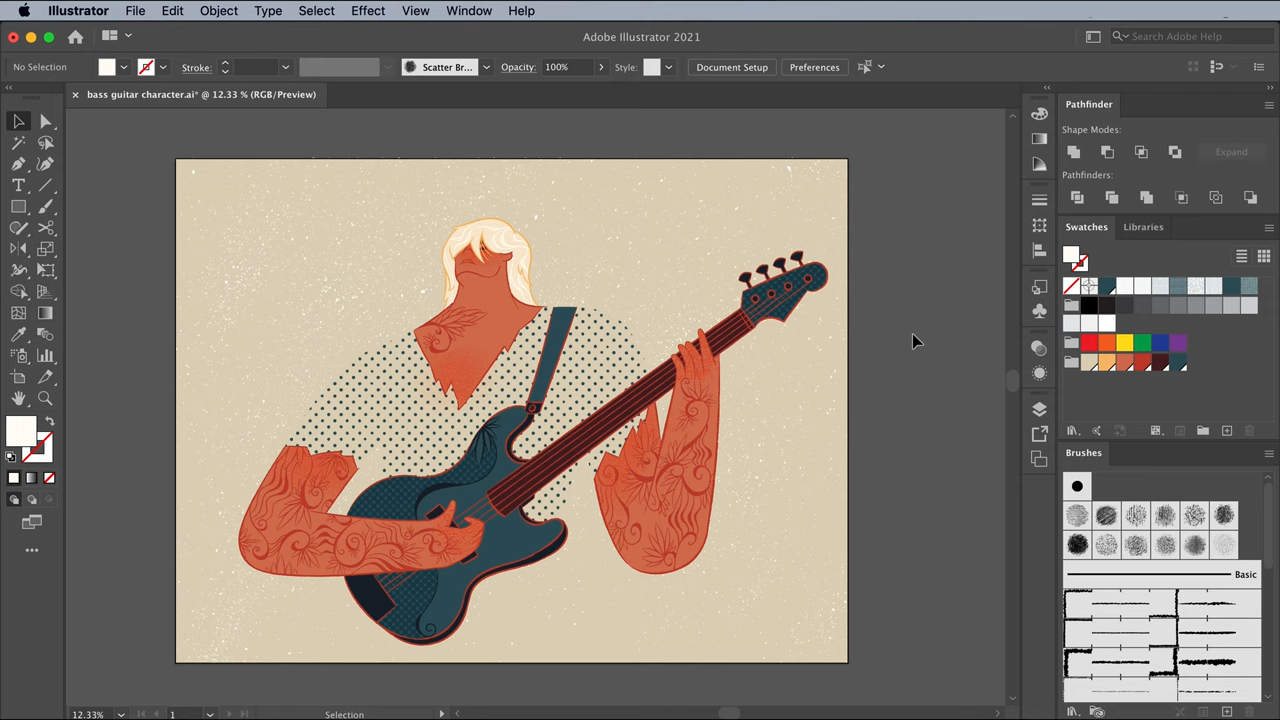 Illustrator File Edit Object Type Select Effect View Window Help
Adobe Illustrator 2021
Search Adobe Help
No Selection
Stroke:
Scatter Br...
Opacity: 100%
Style:
Document Setup
Preferences
× bass guitar character.ai* @ 12.33 % (RGB/Preview)
Pathfinder
Shape Modes:
Expand
Pathfinders:
Swatches Libraries
Brushes
Basic
12.33% 1 Selection